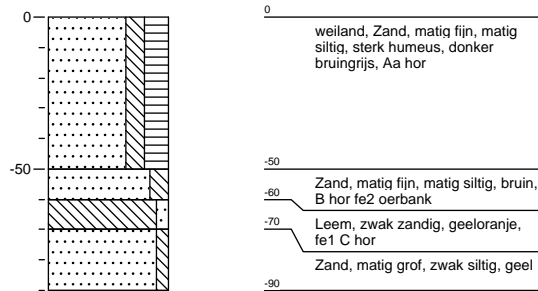 0
-50
0
weiland, Zand, matig fijn, matig
siltig, sterk humeus, donker
bruingrijs, Aa hor
-50
Zand, matig fijn, matig siltig, bruin,
B hor fe2 oerbank
-60
Leem, zwak zandig, geeloranje,
fe1 C hor
-70
Zand, matig grof, zwak siltig, geel
-90